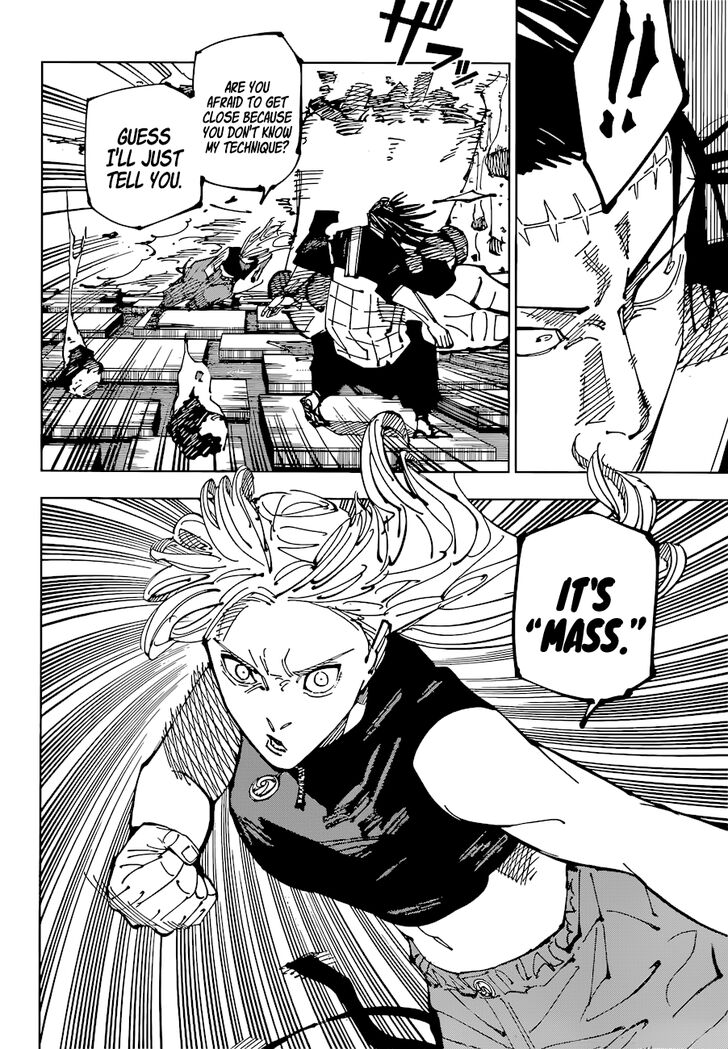 !!
ARE YOU
AFRAID TO GET
CLOSE BECAUSE
YOU DON'T KNOW
MY TECHNIQUE?
GUESS
I'LL JUST
TELL YOU.
IT'S
"MASS."